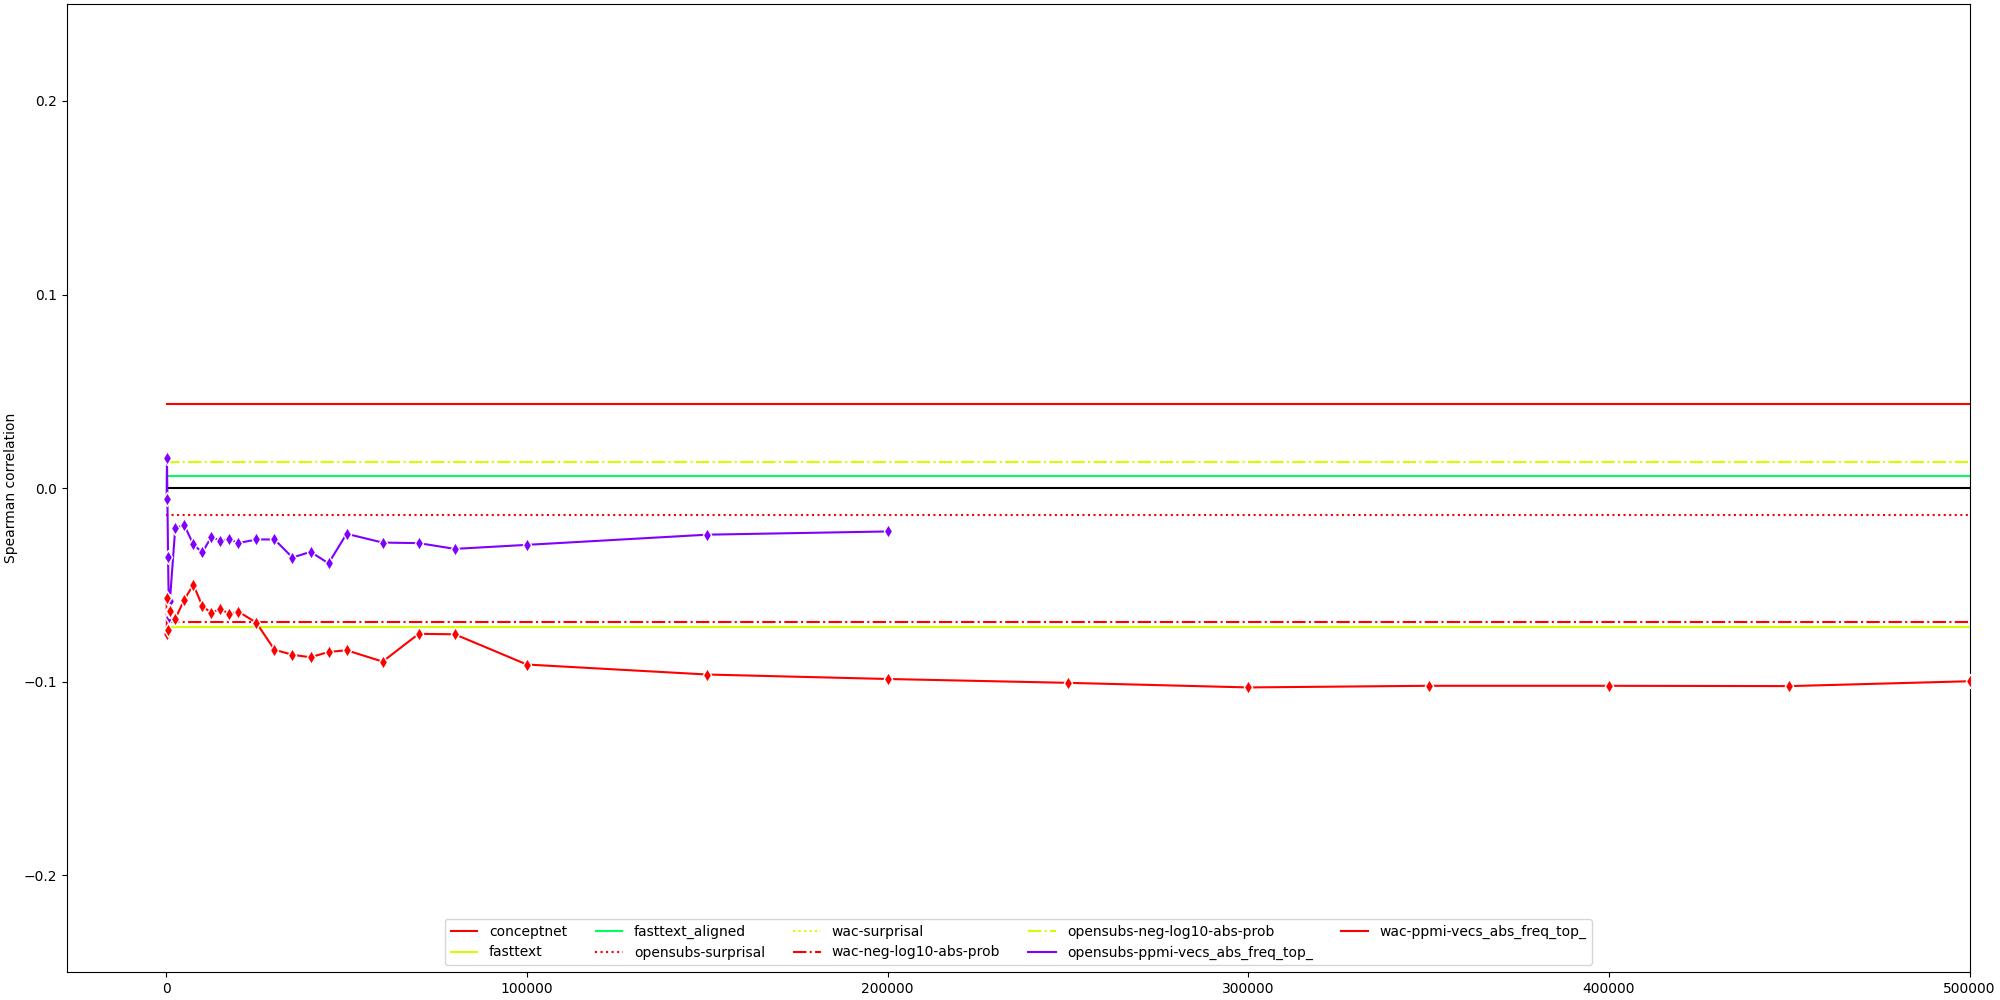 Spearman correlation
0.2
0.1
0.0
−0.1
−0.2
0 100000 200000 300000 400000 500000
conceptnet fasttext_aligned wac-surprisal opensubs-neg-log10-abs-prob wac-ppmi-vecs_abs_freq_top_
fasttext opensubs-surprisal wac-neg-log10-abs-prob opensubs-ppmi-vecs_abs_freq_top_